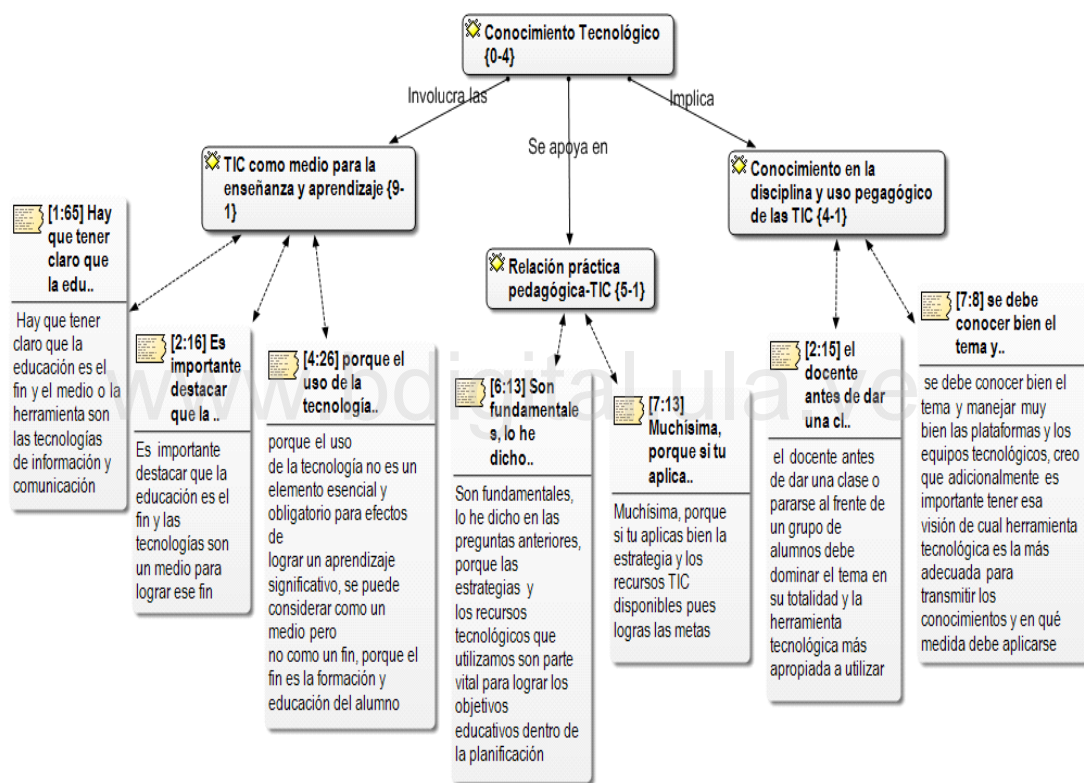 Conocimiento Tecnológico
{0-4}
Involucra las
Se apoya en
Implica
TIC como medio para la
enseñanza y aprendizaje {9-
1}
Relación práctica
pedagógica-TIC {5-1}
Conocimiento en la
disciplina y uso pegagógico
de las TIC {4-1}
[1:65] Hay
que tener
claro que
la edu..
Hay que tener
claro que la
educación es el
fin y el medio o la
herramienta son
las tecnologías
de información y
comunicación
[2:16] Es
importante
destacar
que la ..
Es importante
destacar que la
educación es el
fin y las
tecnologías son
un medio para
lograr ese fin
[4:26] porque el
uso de la
tecnología..
porque el uso
de la tecnología no es un
elemento esencial y
obligatorio para efectos
de
lograr un aprendizaje
significativo, se puede
considerar como un
medio pero
no como un fin, porque el
fin es la formación y
educación del alumno
[6:13] Son
fundamentale
s, lo he
dicho..
Son fundamentales,
lo he dicho en las
preguntas anteriores,
porque las
estrategias y
los recursos
tecnológicos que
utilizamos son parte
vital para lograr los
objetivos
educativos dentro de
la planificación
[7:13]
Muchísima,
porque si tu
aplica..
Muchísima, porque
si tu aplicas bien la
estrategia y los
recursos TIC
disponibles pues
logras las metas
[2:15] el
docente
antes de dar
una cl..
el docente antes
de dar una clase o
pararse al frente de
un grupo de
alumnos debe
dominar el tema en
su totalidad y la
herramienta
tecnológica más
apropiada a utilizar
[7:8] se debe
conocer bien el
tema y..
se debe conocer bien el
tema y manejar muy
bien las plataformas y los
equipos tecnológicos, creo
que adicionalmente es
importante tener esa
visión de cual herramienta
tecnológica es la más
adecuada para
transmitir los
conocimientos y en qué
medida debe aplicarse
www.bdigital.ula.ve